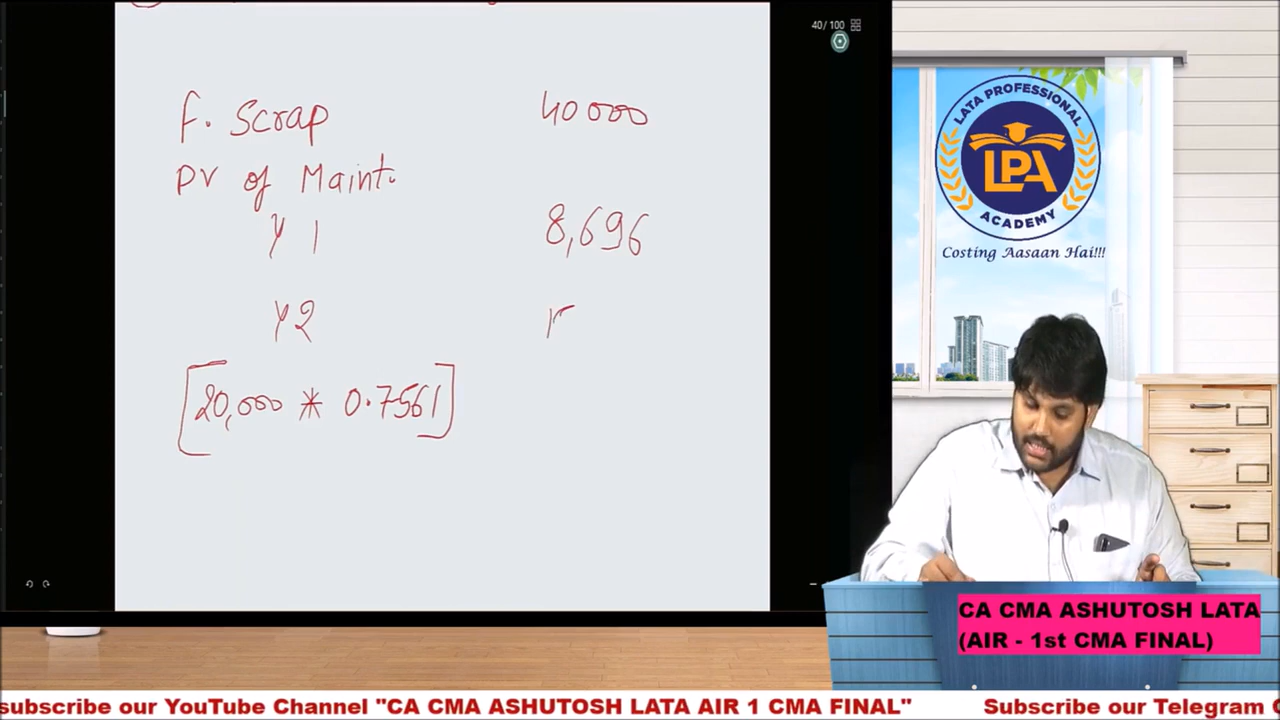 40/100
F. Scrap 40000
PV of Maint.
Y 1 8,696
Y2 1
[20,000 * 0.7561]
LATA PROFESSIONAL
LPA
ACADEMY
Costing Aasaan Hai!!!
CA CMA ASHUTOSH LATA
(AIR - 1st CMA FINAL)
subscribe our YouTube Channel "CA CMA ASHUTOSH LATA AIR 1 CMA FINAL" Subscribe our Telegram